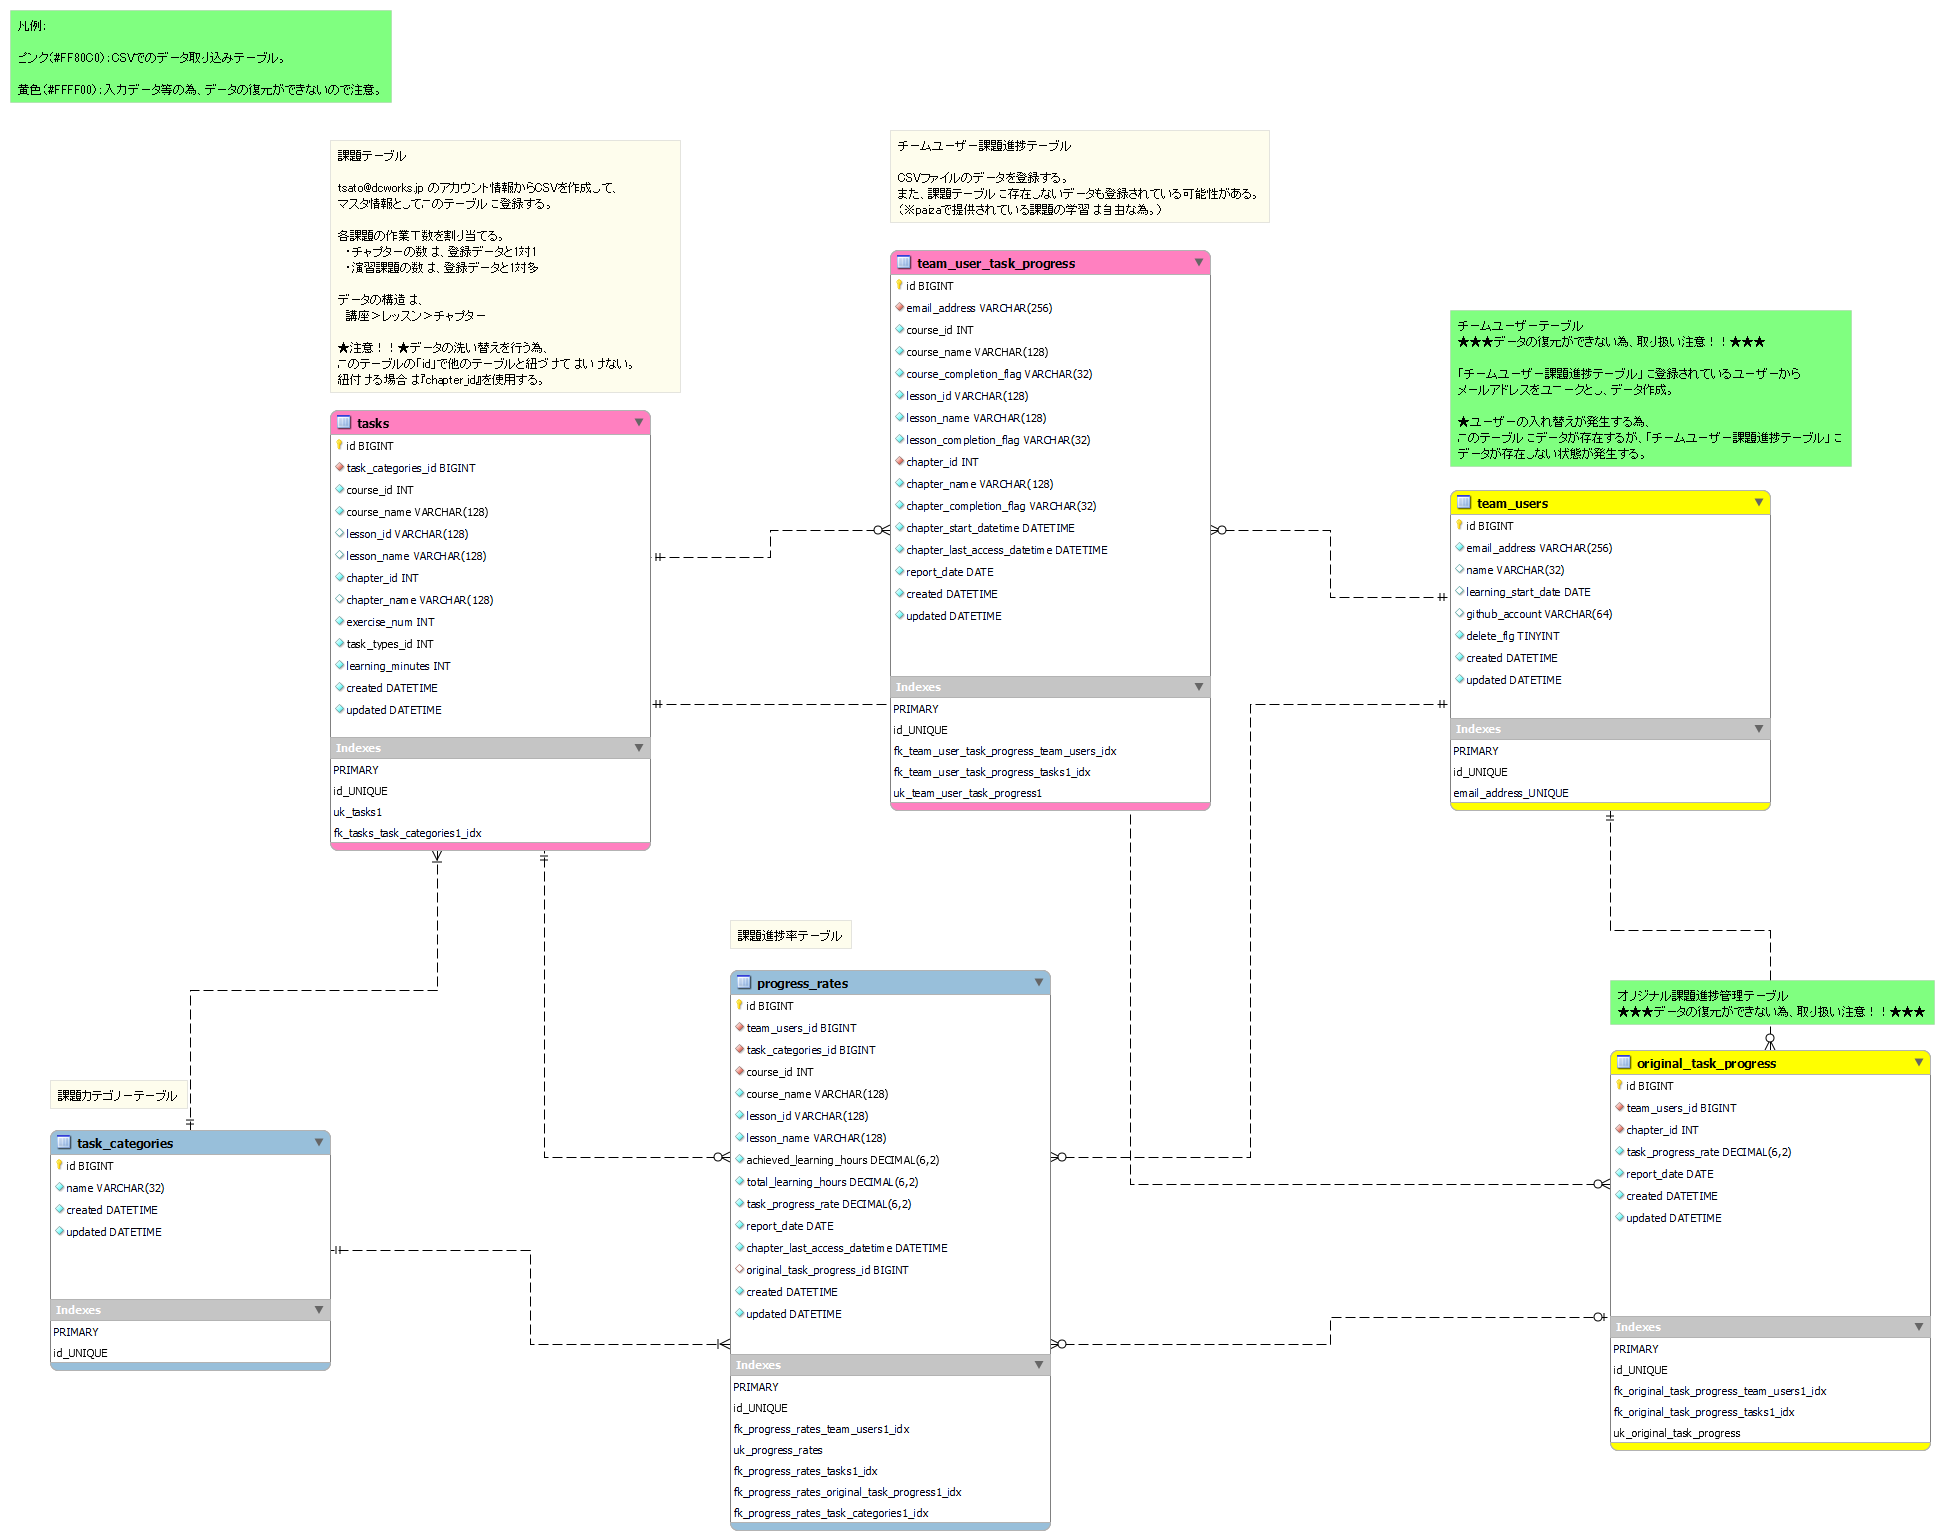 凡例：
ピンク（#FF80C0）：CSVでのデータ取り込みテーブル。
黄色（#FFFF00）：入力データ等の為、データの復元ができないので注意。
課題テーブル
tsato@dcworks.jp のアカウント情報からCSVを作成して、
マスタ情報としてこのテーブルに登録する。
各課題の作業工数を割り当てる。
・チャプターの数は、登録データと1対1
・演習課題の数は、登録データと1対多
データの構造は、
講座＞レッスン＞チャプター
★注意！！★データの洗い替えを行う為、
このテーブルの「id」で他のテーブルと紐づけてはいけない。
紐付ける場合は『chapter_id』を使用する。
tasks
id BIGINT
task_categories_id BIGINT
course_id INT
course_name VARCHAR(128)
lesson_id VARCHAR(128)
lesson_name VARCHAR(128)
chapter_id INT
chapter_name VARCHAR(128)
exercise_num INT
task_types_id INT
learning_minutes INT
created DATETIME
updated DATETIME
Indexes
PRIMARY
id_UNIQUE
uk_tasks1
fk_tasks_task_categories1_idx
チームユーザー課題進捗テーブル
CSVファイルのデータを登録する。
また、課題テーブルに存在しないデータも登録されている可能性がある。
（※paizaで提供されている課題の学習は自由な為。）
team_user_task_progress
id BIGINT
email_address VARCHAR(256)
course_id INT
course_name VARCHAR(128)
course_completion_flag VARCHAR(32)
lesson_id VARCHAR(128)
lesson_name VARCHAR(128)
lesson_completion_flag VARCHAR(32)
chapter_id INT
chapter_name VARCHAR(128)
chapter_completion_flag VARCHAR(32)
chapter_start_datetime DATETIME
chapter_last_access_datetime DATETIME
report_date DATE
created DATETIME
updated DATETIME
Indexes
PRIMARY
id_UNIQUE
fk_team_user_task_progress_team_users_idx
fk_team_user_task_progress_tasks1_idx
uk_team_user_task_progress1
チームユーザーテーブル
★★★データの復元ができない為、取り扱い注意！！★★★
「チームユーザー課題進捗テーブル」に登録されているユーザーから
メールアドレスをユニークとし、データ作成。
★ユーザーの入れ替えが発生する為、
このテーブルにデータが存在するが、「チームユーザー課題進捗テーブル」に
データが存在しない状態が発生する。
team_users
id BIGINT
email_address VARCHAR(256)
name VARCHAR(32)
learning_start_date DATE
github_account VARCHAR(64)
delete_flg TINYINT
created DATETIME
updated DATETIME
Indexes
PRIMARY
id_UNIQUE
email_address_UNIQUE
課題カテゴリーテーブル
task_categories
id BIGINT
name VARCHAR(32)
created DATETIME
updated DATETIME
Indexes
PRIMARY
id_UNIQUE
課題進捗率テーブル
progress_rates
id BIGINT
team_users_id BIGINT
task_categories_id BIGINT
course_id INT
course_name VARCHAR(128)
lesson_id VARCHAR(128)
lesson_name VARCHAR(128)
achieved_learning_hours DECIMAL(6,2)
total_learning_hours DECIMAL(6,2)
task_progress_rate DECIMAL(6,2)
report_date DATE
chapter_last_access_datetime DATETIME
original_task_progress_id BIGINT
created DATETIME
updated DATETIME
Indexes
PRIMARY
id_UNIQUE
fk_progress_rates_team_users1_idx
uk_progress_rates
fk_progress_rates_tasks1_idx
fk_progress_rates_original_task_progress1_idx
fk_progress_rates_task_categories1_idx
オリジナル課題進捗管理テーブル
★★★データの復元ができない為、取り扱い注意！！★★★
original_task_progress
id BIGINT
team_users_id BIGINT
chapter_id INT
task_progress_rate DECIMAL(6,2)
report_date DATE
created DATETIME
updated DATETIME
Indexes
PRIMARY
id_UNIQUE
fk_original_task_progress_team_users1_idx
fk_original_task_progress_tasks1_idx
uk_original_task_progress